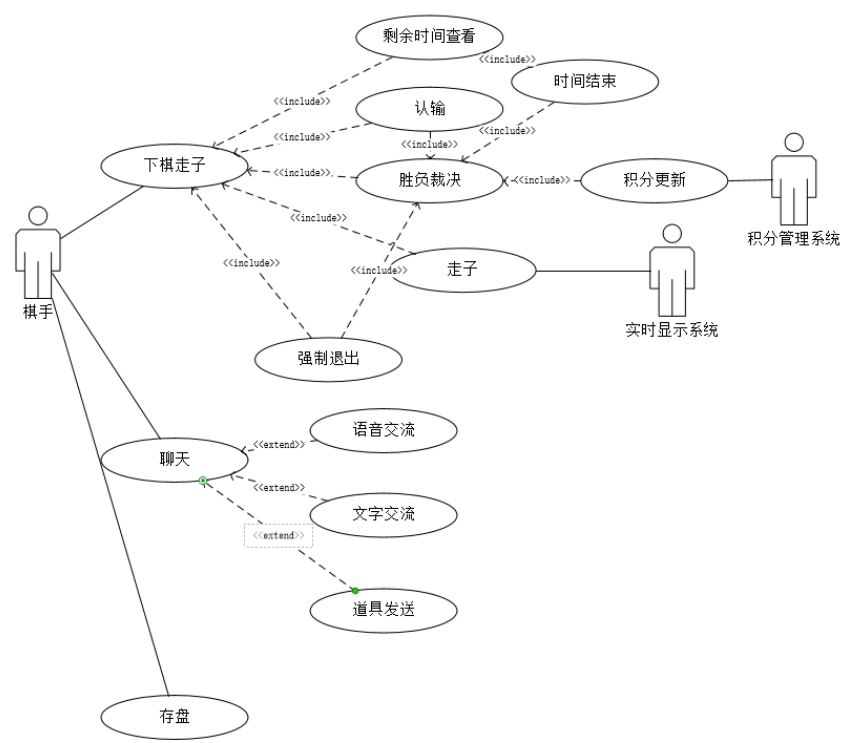 剩余时间查看
<<include>>
时间结束
<<include>>
认输
<<include>>
<<include>>
<<include>>
下棋走子
<<include>>
胜负裁决
<<include>>
积分更新
积分管理系统
<<include>>
棋手
<<include>>
<<include>>
走子
实时显示系统
强制退出
语音交流
<<extend>>
聊天
<<extend>>
文字交流
<<extend>>
道具发送
存盘